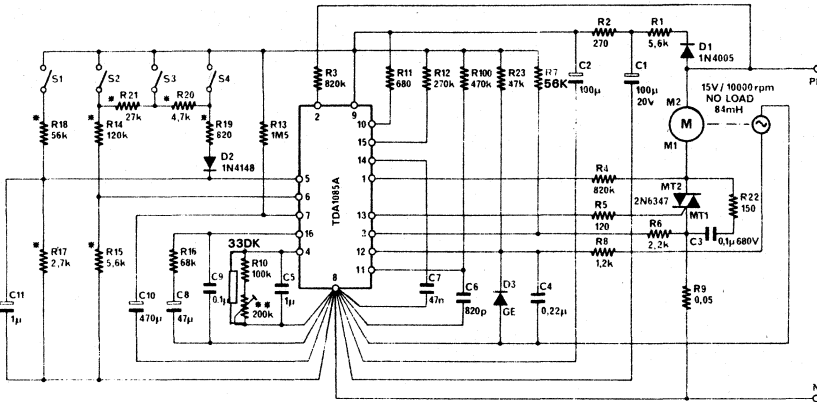 R2
270
R1
5,6k
D1
1N4005
S1
S2
S3
S4
R3
820k
R11
680
R12
270k
R100
470k
R23
47k
R7
56K
C2
100µ
C1
100µ
20V
15V / 10000 rpm
NO LOAD
84mH
M2
M
M1
* R21
27k
* R20
4,7k
* R18
56k
* R14
120k
* R19
820
D2
1N4148
R13
1M5
2
9
10
15
14
1
13
3
12
11
5
6
7
16
4
8
TDA1085A
R4
820k
R5
120
R6
2,2k
R8
1,2k
MT2
2N6347
MT1
R22
150
C3
0,1µ 680V
* R17
2,7k
* R15
5,6k
R16
68k
33DK
R10
100k
* *
200k
C9
0,1µ
C5
1µ
C7
47n
C6
820p
D3
GE
C4
0,22µ
R9
0,05
C11
1µ
C10
470µ
C8
47µ
N